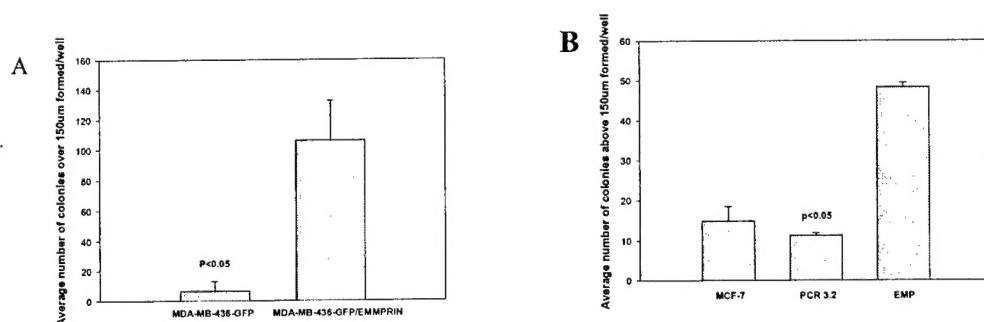 A
Average number of colonies over 150um formed/well
160
140
120
100
80
60
40
20
0
P<0.05
MDA-MB-436-GFP
MDA-MB-436-GFP/EMMPRIN
B
Average number of colonies above 150um formed/well
60
50
40
30
20
10
0
p<0.05
MCF-7
PCR 3.2
EMP